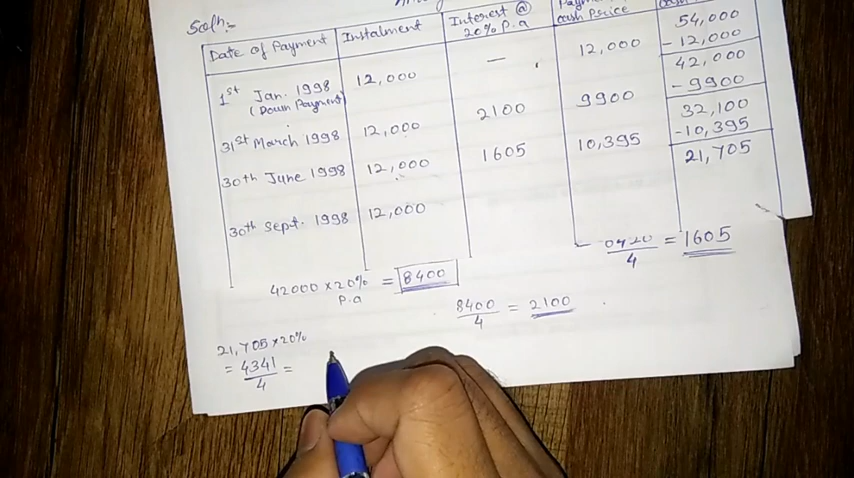 Soln:-
Date of Payment Instalment Interest @ 20% p.a cash price
54,000
1st Jan. 1998 (Down Payment) 12,000 — 12,000 - 12,000
42,000
31st March 1998 12,000 2100 9900 - 9900
32,100
30th June 1998 12,000 1605 10,395 - 10,395
21,705
30th Sept. 1998 12,000
= 1605
4
42000 x 20% p.a = 8400
8400/4 = 2100
21,705 x 20%
= 4341/4 =